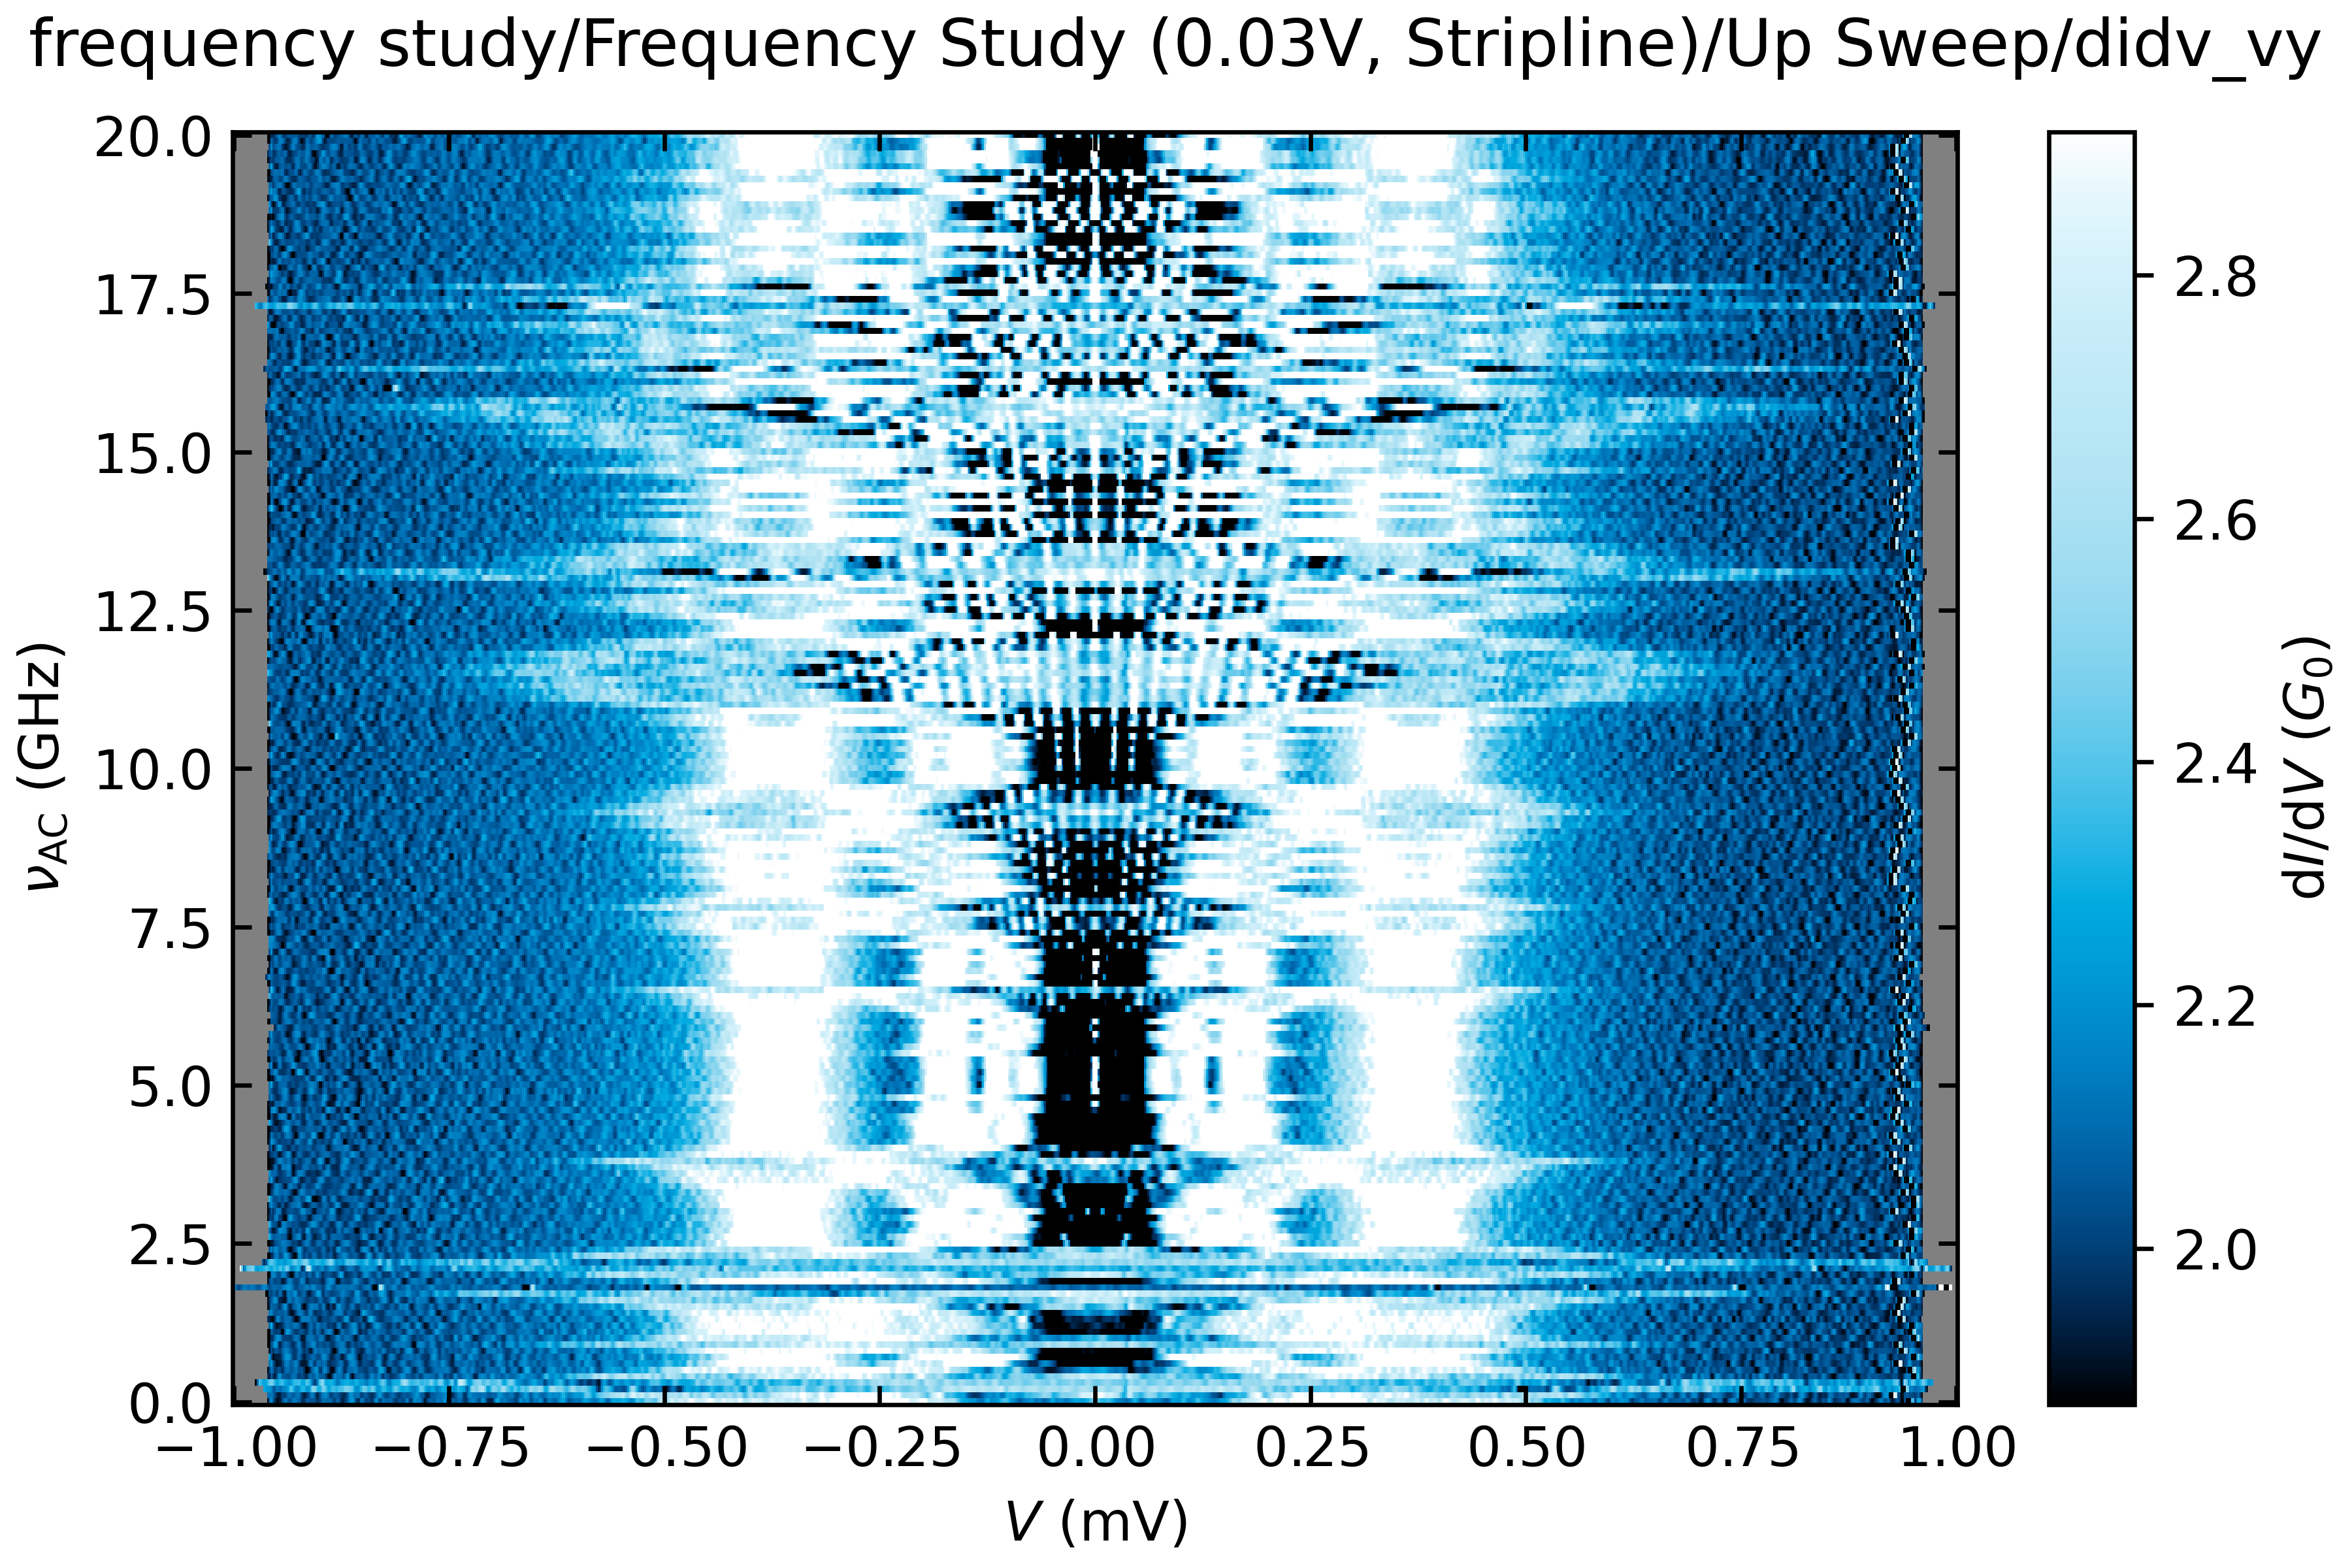 frequency study/Frequency Study (0.03V, Stripline)/Up Sweep/didv_vy
20.0
17.5
15.0
12.5
10.0
7.5
5.0
2.5
0.0
ν_AC (GHz)
−1.00 −0.75 −0.50 −0.25 0.00 0.25 0.50 0.75 1.00
V (mV)
2.8
2.6
2.4
2.2
2.0
dI/dV (G₀)